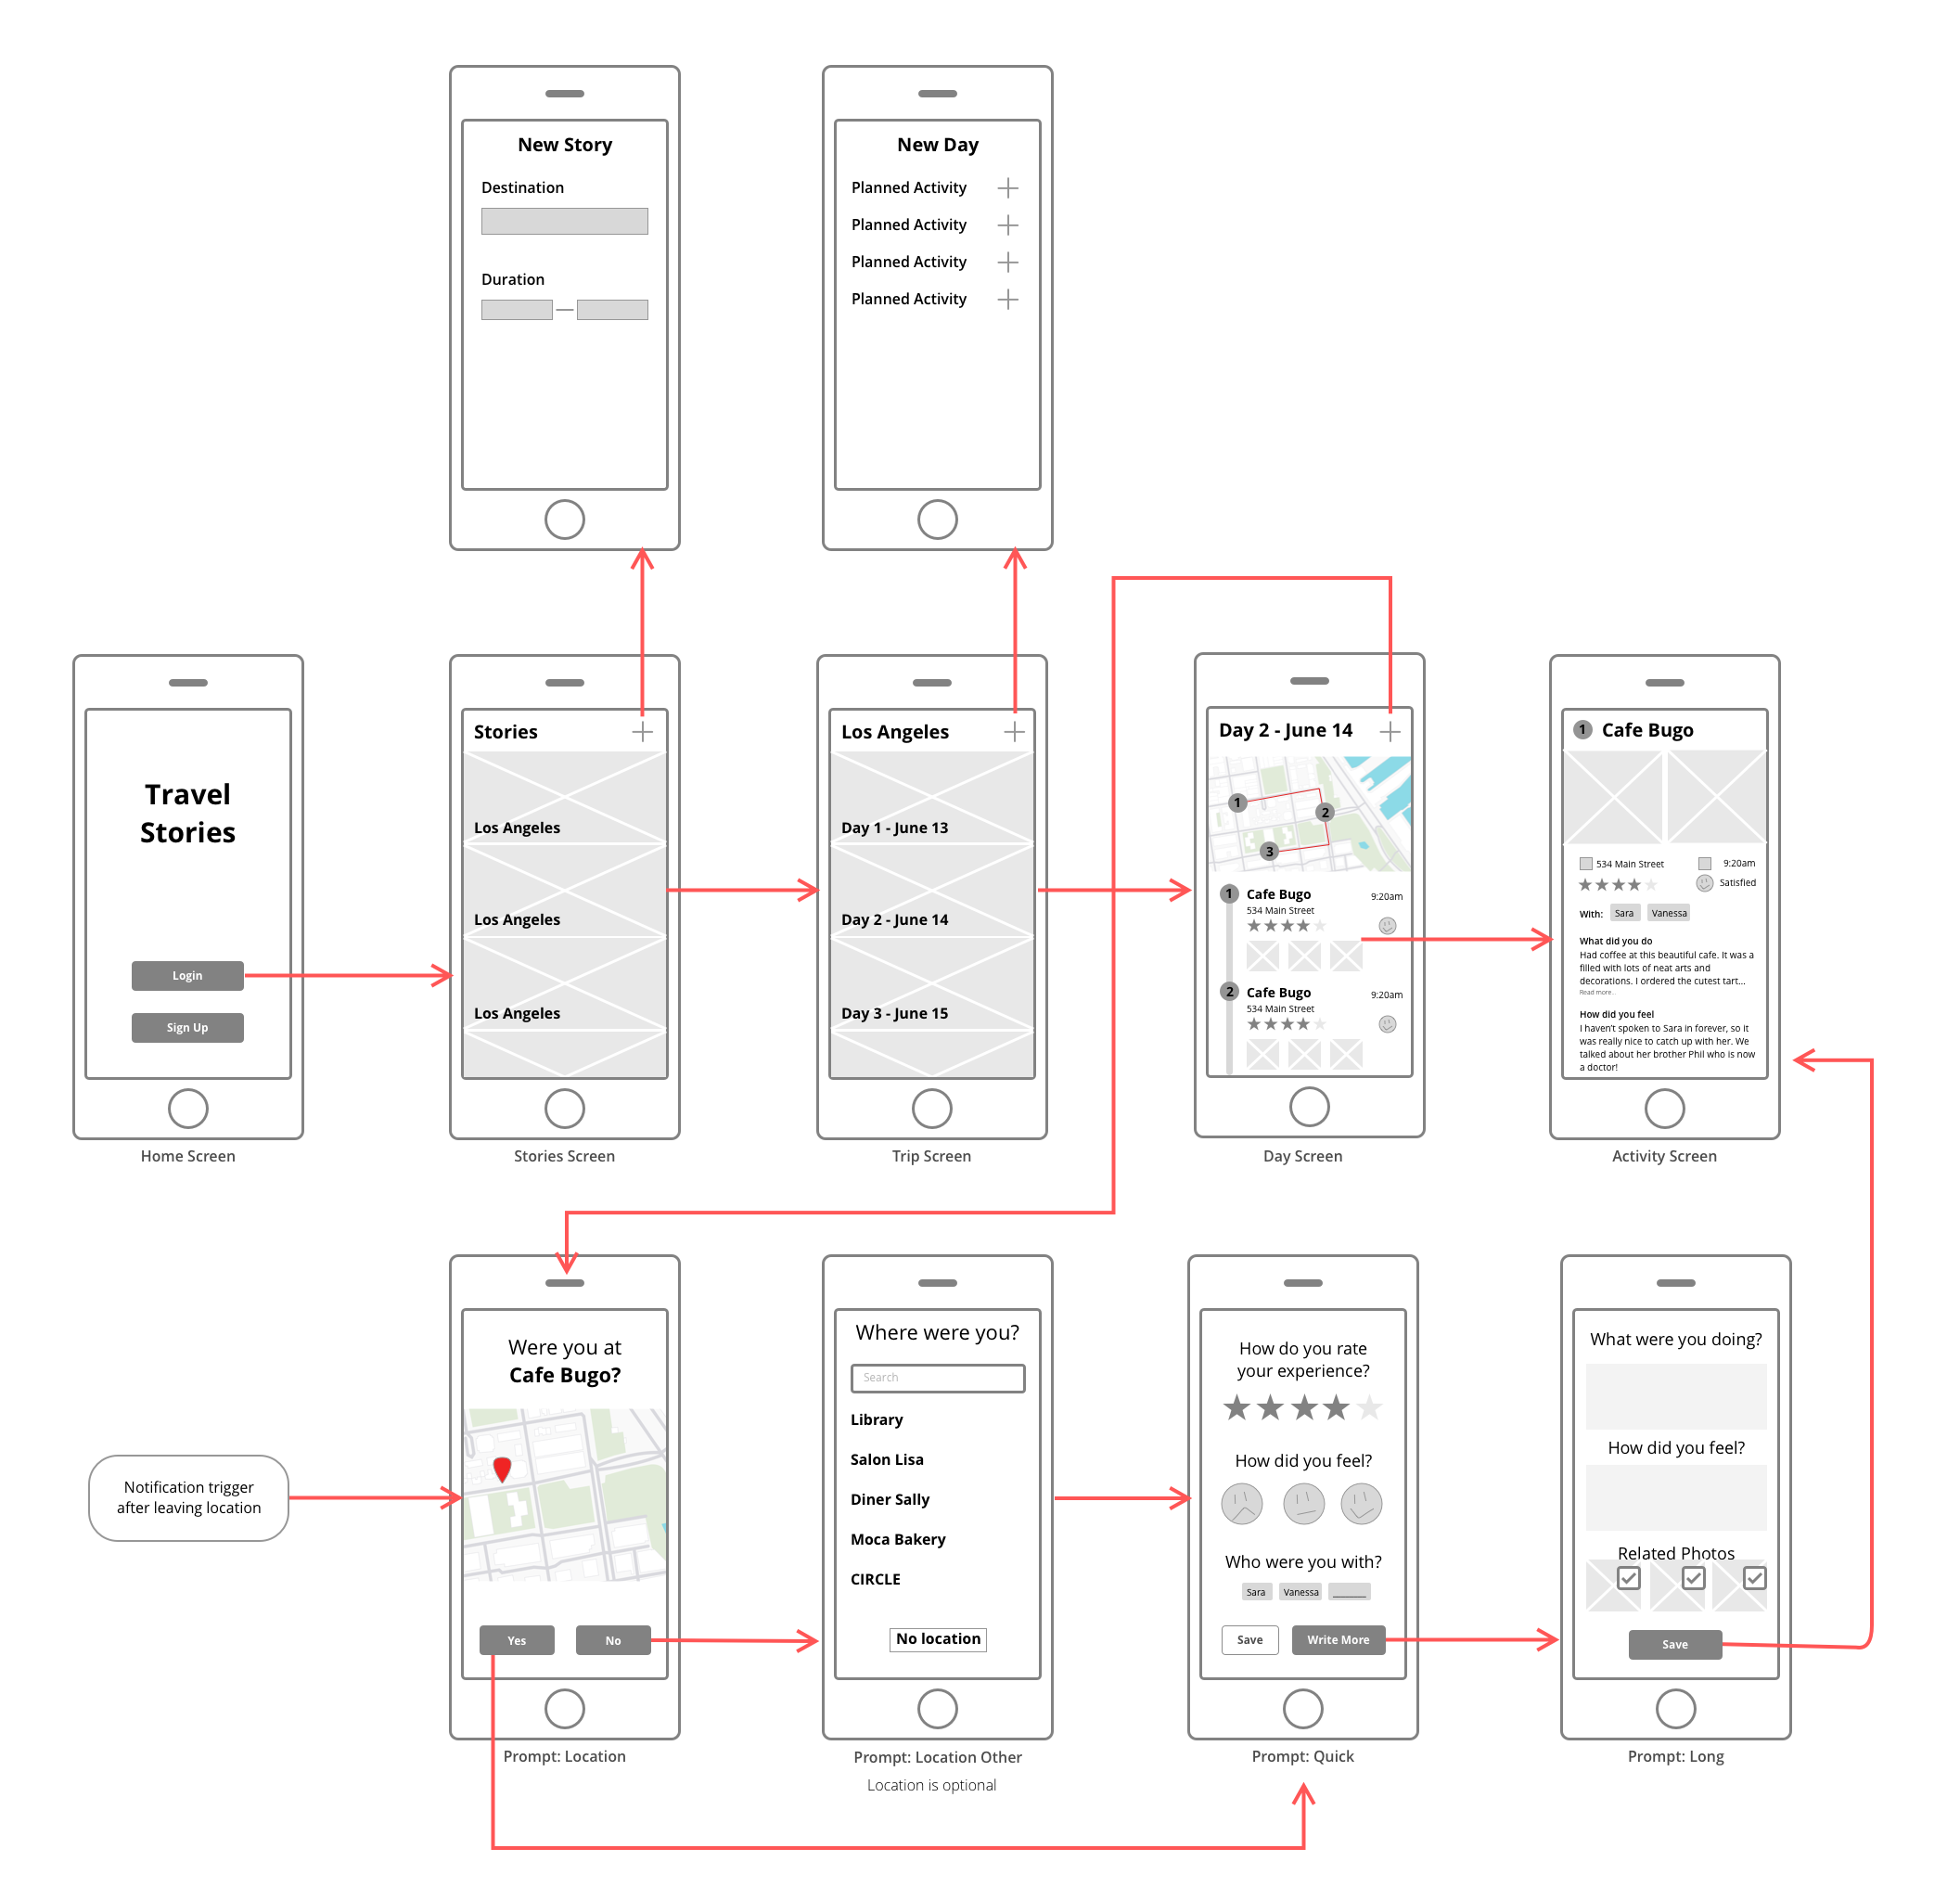 New Story
Destination
Duration
New Day
Planned Activity
Planned Activity
Planned Activity
Planned Activity
Travel
Stories
Login
Sign Up
Home Screen
Stories
Los Angeles
Los Angeles
Los Angeles
Stories Screen
Los Angeles
Day 1 - June 13
Day 2 - June 14
Day 3 - June 15
Trip Screen
Day 2 - June 14
1
2
3
1
Cafe Bugo
9:20am
534 Main Street
2
Cafe Bugo
9:20am
534 Main Street
Day Screen
1
Cafe Bugo
534 Main Street
9:20am
Satisfied
With:
Sara
Vanessa
What did you do
Had coffee at this beautiful cafe. It was a
filled with lots of neat arts and
decorations. I ordered the cutest tart...
Read more...
How did you feel
I haven't spoken to Sara in forever, so it
was really nice to catch up with her. We
talked about her brother Phil who is now
a doctor!
Activity Screen
Notification trigger
after leaving location
Were you at
Cafe Bugo?
Yes
No
Prompt: Location
Where were you?
Search
Library
Salon Lisa
Diner Sally
Moca Bakery
CIRCLE
No location
Prompt: Location Other
Location is optional
How do you rate
your experience?
How did you feel?
Who were you with?
Sara
Vanessa
Save
Write More
Prompt: Quick
What were you doing?
How did you feel?
Related Photos
Save
Prompt: Long